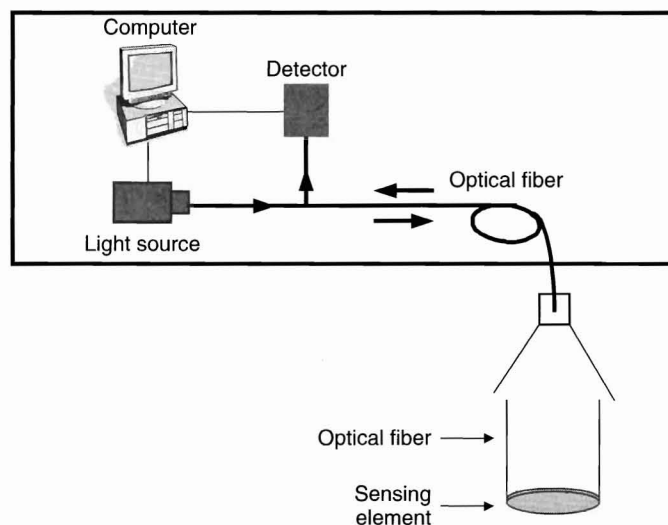 Computer
Detector
Optical fiber
Light source
Optical fiber
Sensing
element